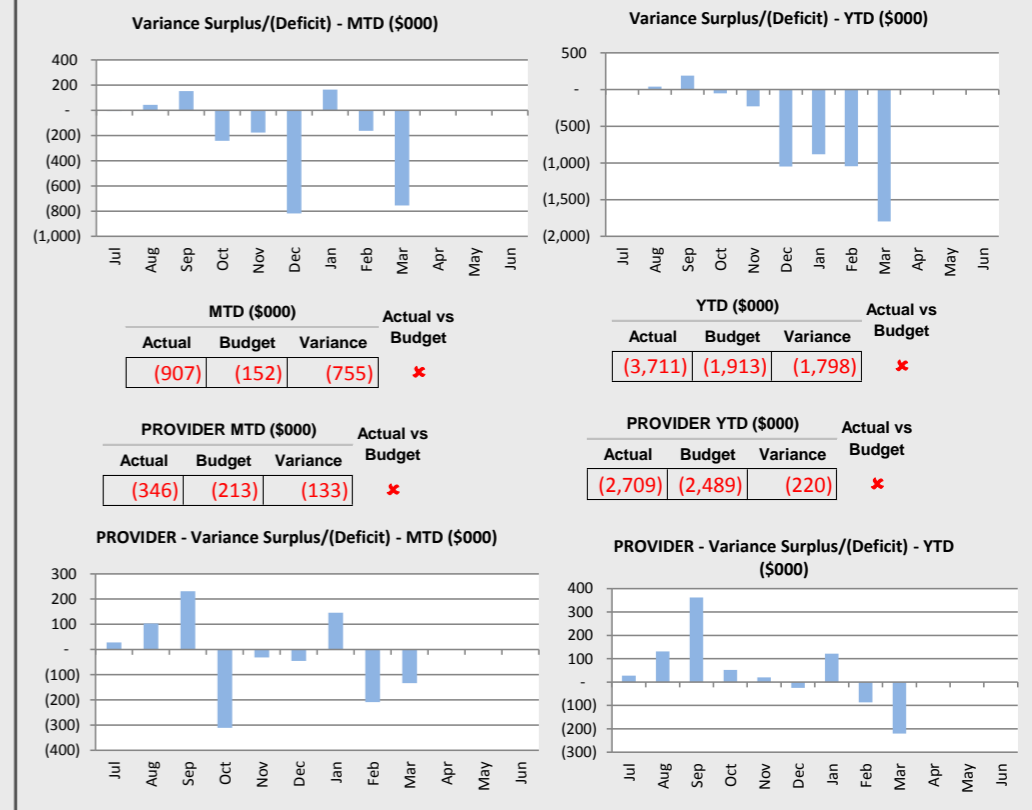 Variance Surplus/(Deficit) - MTD ($000)
400
200
-
(200)
(400)
(600)
(800)
(1,000)
Jul Aug Sep Oct Nov Dec Jan Feb Mar Apr May Jun
Variance Surplus/(Deficit) - YTD ($000)
500
-
(500)
(1,000)
(1,500)
(2,000)
Jul Aug Sep Oct Nov Dec Jan Feb Mar Apr May Jun
MTD ($000)
Actual vs
Budget
Actual Budget Variance
(907) (152) (755) ✘
YTD ($000)
Actual vs
Budget
Actual Budget Variance
(3,711) (1,913) (1,798) ✘
PROVIDER MTD ($000)
Actual vs
Budget
Actual Budget Variance
(346) (213) (133) ✘
PROVIDER YTD ($000)
Actual vs
Budget
Actual Budget Variance
(2,709) (2,489) (220) ✘
PROVIDER - Variance Surplus/(Deficit) - MTD ($000)
300
200
100
-
(100)
(200)
(300)
(400)
Jul Aug Sep Oct Nov Dec Jan Feb Mar Apr May Jun
PROVIDER - Variance Surplus/(Deficit) - YTD
($000)
400
300
200
100
-
(100)
(200)
(300)
Jul Aug Sep Oct Nov Dec Jan Feb Mar Apr May Jun